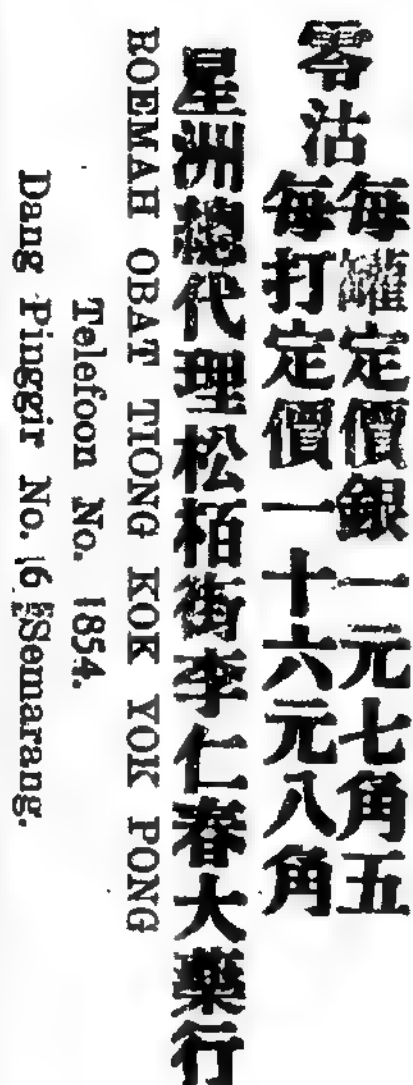 零沽
每罐定價銀一元七角五
每打定價一十六元八角
星洲總代理松栢街李仁春大藥行
ROEMAH OBAT TIONG KOK YOK PONG
Telefoon No. 1854.
Dang Pinggir No. 16 Semarang.